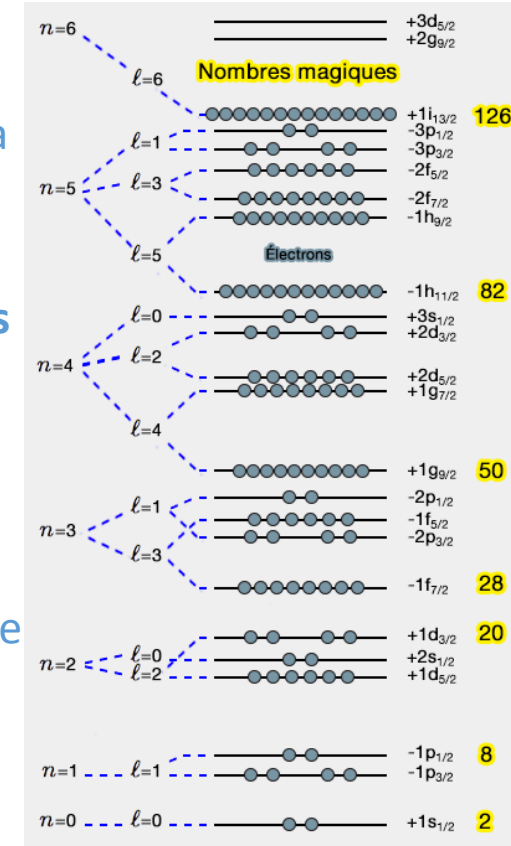 n=6
+3d5/2
+2g9/2
Nombres magiques
ℓ=6
+1i13/2 126
a
-3p1/2
ℓ=1
-3p3/2
-2f5/2
n=5
ℓ=3
-2f7/2
-1h9/2
ℓ=5
Électrons
-1h11/2 82
s
ℓ=0
+3s1/2
+2d3/2
n=4
ℓ=2
+2d5/2
+1g7/2
ℓ=4
+1g9/2 50
-2p1/2
ℓ=1
-1f5/2
n=3
-2p3/2
ℓ=3
-1f7/2 28
e
+1d3/2 20
ℓ=0
+2s1/2
n=2
ℓ=2
+1d5/2
-1p1/2 8
n=1
ℓ=1
-1p3/2
n=0
ℓ=0
+1s1/2 2